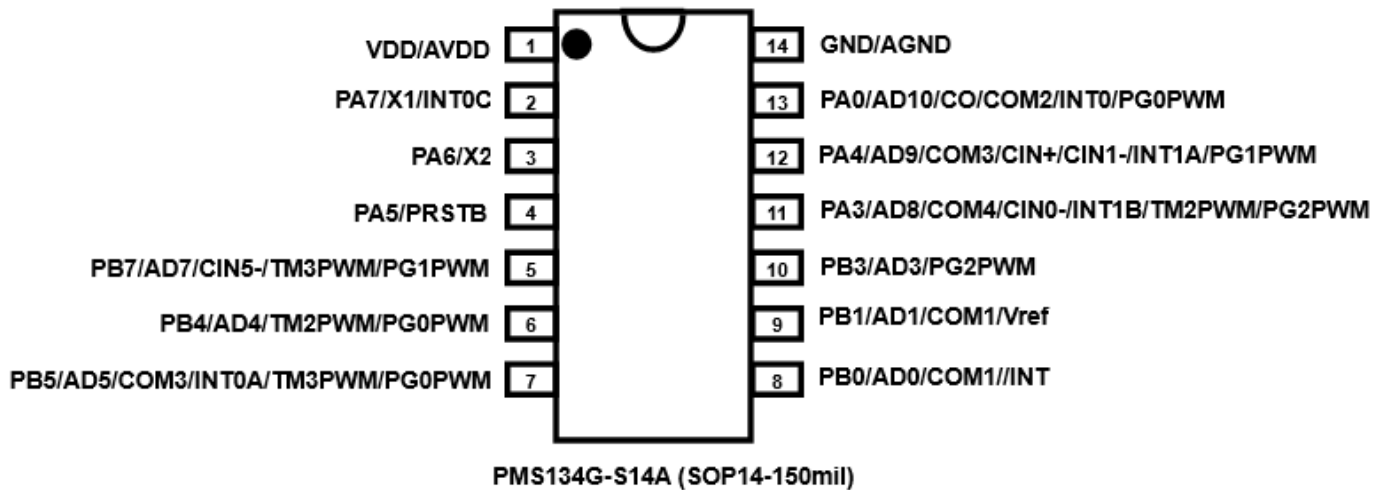 VDD/AVDD 1 14 GND/AGND
PA7/X1/INT0C 2 13 PA0/AD10/CO/COM2/INT0/PG0PWM
PA6/X2 3 12 PA4/AD9/COM3/CIN+/CIN1-/INT1A/PG1PWM
PA5/PRSTB 4 11 PA3/AD8/COM4/CIN0-/INT1B/TM2PWM/PG2PWM
PB7/AD7/CIN5-/TM3PWM/PG1PWM 5 10 PB3/AD3/PG2PWM
PB4/AD4/TM2PWM/PG0PWM 6 9 PB1/AD1/COM1/Vref
PB5/AD5/COM3/INT0A/TM3PWM/PG0PWM 7 8 PB0/AD0/COM1//INT
PMS134G-S14A (SOP14-150mil)